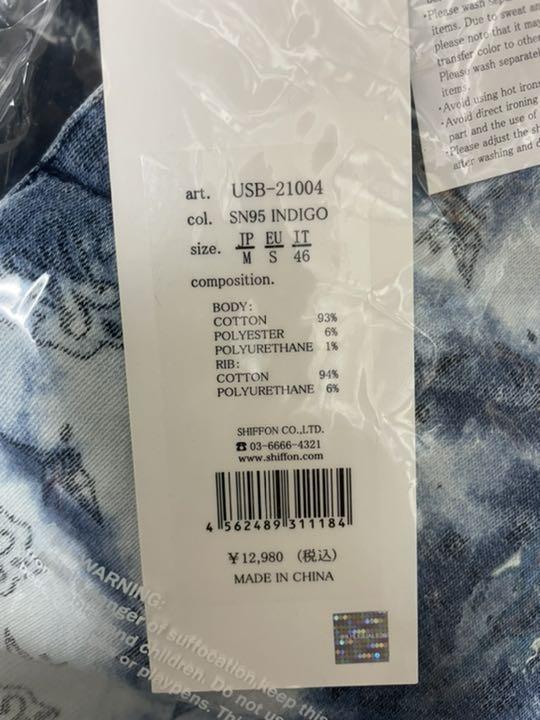 art. USB-21004
col. SN95 INDIGO
size. JP EU IT
M S 46
composition.
BODY:
COTTON 93%
POLYESTER 6%
POLYURETHANE 1%
RIB:
COTTON 94%
POLYURETHANE 6%
SHIFFON CO.,LTD.
☎03-6666-4321
www.shiffon.com
4 562489 311184
¥12,980 (税込)
MADE IN CHINA
・Please wash
items. Due to sweat
please note that it may
transfer color to other
Please wash separately
items.
・Avoid using hot irons
・Avoid direct ironing
part and the use of
・Please adjust the
after washing and
WARNING:
of suffocation keep this
and children. Do not
or playpens.